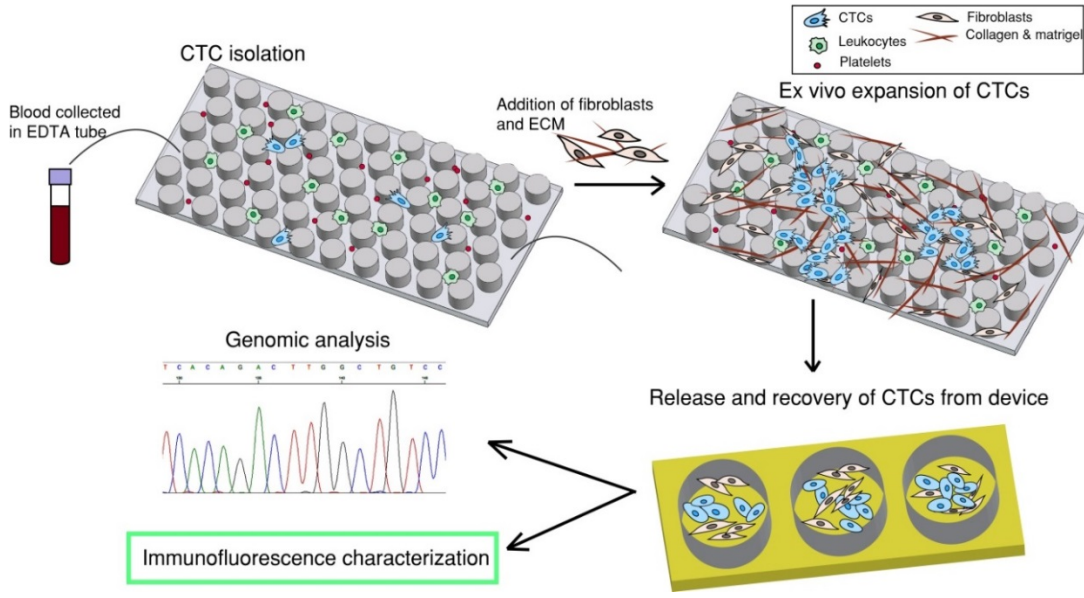 CTCs
Fibroblasts
Leukocytes
Collagen & matrigel
Platelets
CTC isolation
Ex vivo expansion of CTCs
Blood collected
in EDTA tube
Addition of fibroblasts
and ECM
Genomic analysis
T C A C A G A C T T G G C T G T C C
Release and recovery of CTCs from device
Immunofluorescence characterization